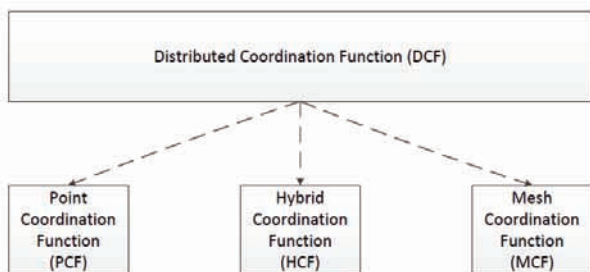 Distributed Coordination Function (DCF)
Point
Coordination
Function
(PCF)
Hybrid
Coordination
Function
(HCF)
Mesh
Coordination
Function
(MCF)